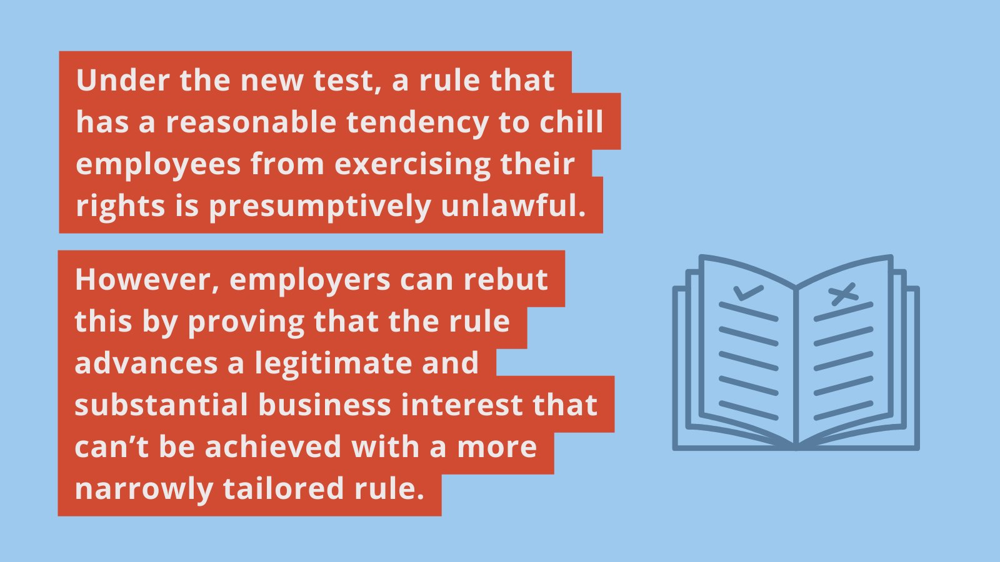 Under the new test, a rule that
has a reasonable tendency to chill
employees from exercising their
rights is presumptively unlawful.
However, employers can rebut
this by proving that the rule
advances a legitimate and
substantial business interest that
can’t be achieved with a more
narrowly tailored rule.